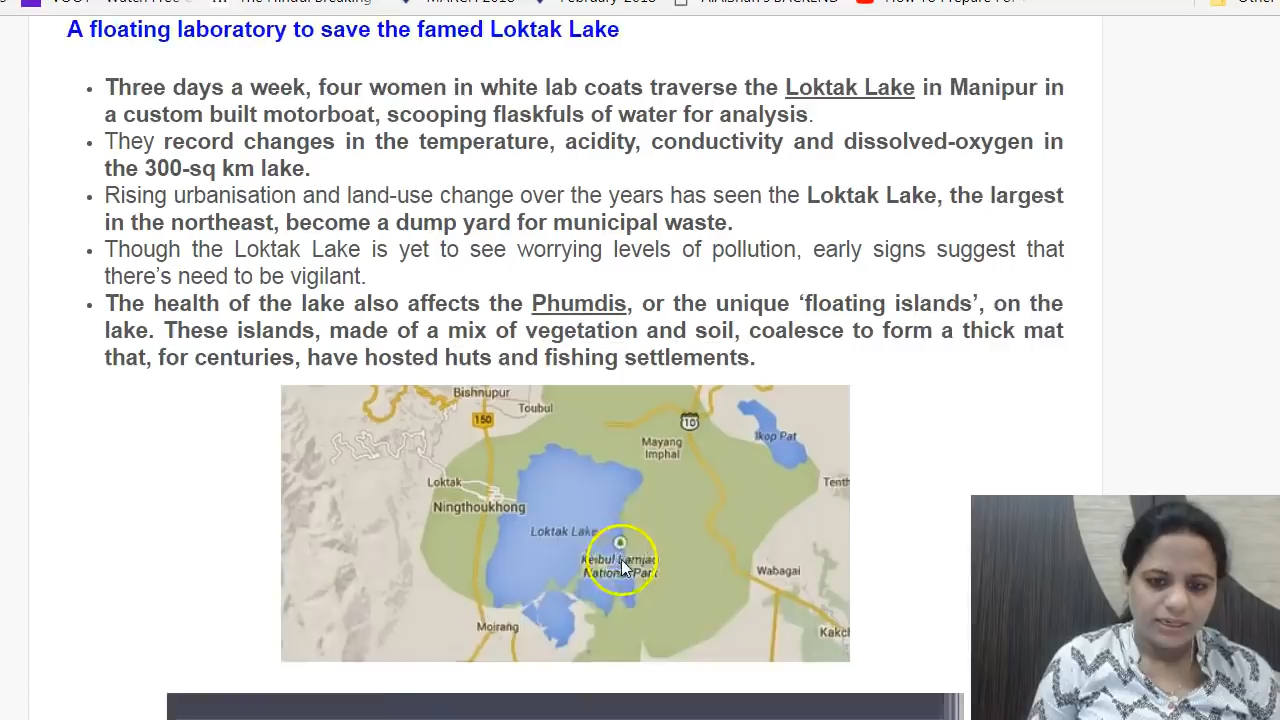 A floating laboratory to save the famed Loktak Lake
• Three days a week, four women in white lab coats traverse the Loktak Lake in Manipur in
a custom built motorboat, scooping flaskfuls of water for analysis.
• They record changes in the temperature, acidity, conductivity and dissolved-oxygen in
the 300-sq km lake.
• Rising urbanisation and land-use change over the years has seen the Loktak Lake, the largest
in the northeast, become a dump yard for municipal waste.
• Though the Loktak Lake is yet to see worrying levels of pollution, early signs suggest that
there's need to be vigilant.
• The health of the lake also affects the Phumdis, or the unique ‘floating islands’, on the
lake. These islands, made of a mix of vegetation and soil, coalesce to form a thick mat
that, for centuries, have hosted huts and fishing settlements.
Bishnupur
Toubul
150
10
Mayang
Imphal
Ikop Pat
Loktak
Tenth
Ningthoukhong
Loktak Lake
Keibul Lamjao
National Park
Wabagai
Moirang
Kakch